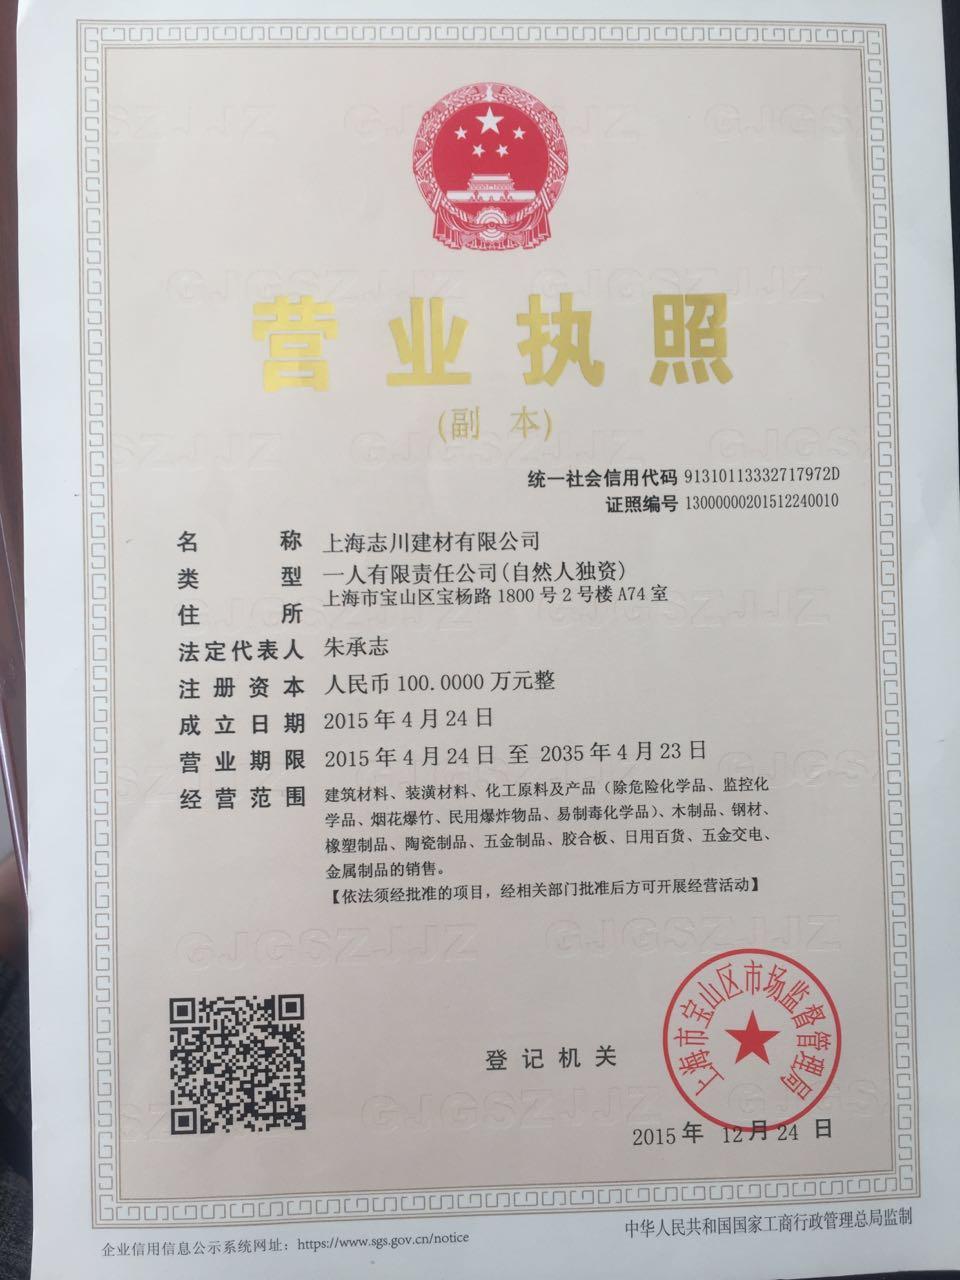 营业执照
(副本)
统一社会信用代码 91310113332717972D
证照编号 13000000201512240010
名称 上海志川建材有限公司
类型 一人有限责任公司(自然人独资)
住所 上海市宝山区宝杨路1800号2号楼A74室
法定代表人 朱承志
注册资本 人民币100.0000万元整
成立日期 2015年4月24日
营业期限 2015年4月24日 至 2035年4月23日
经营范围 建筑材料、装潢材料、化工原料及产品（除危险化学品、监控化
学品、烟花爆竹、民用爆炸物品、易制毒化学品）、木制品、钢材、
橡塑制品、陶瓷制品、五金制品、胶合板、日用百货、五金交电、
金属制品的销售。
【依法须经批准的项目，经相关部门批准后方可开展经营活动】
登记机关
上海市宝山区市场监督管理局
2015年 12月24 日
企业信用信息公示系统网址：https://www.sgs.gov.cn/notice
中华人民共和国国家工商行政管理总局监制
GJGSZJJZ